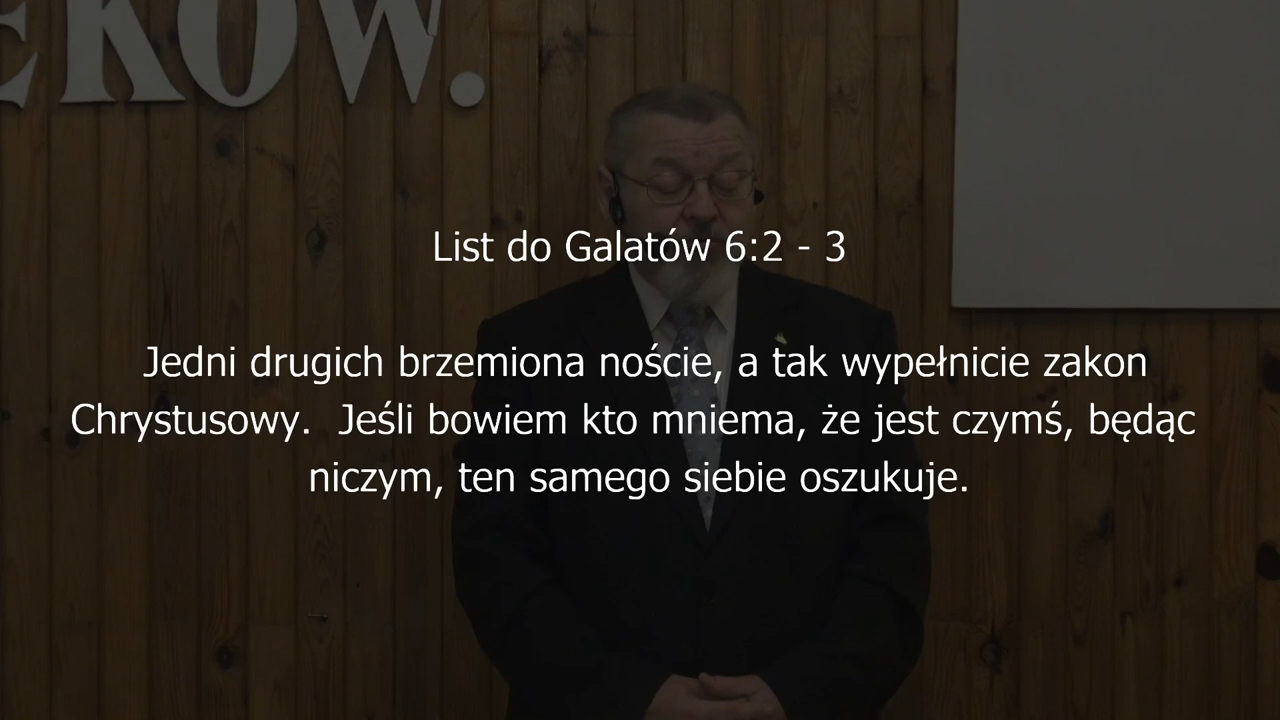 EKÓW.
List do Galatów 6:2 - 3
Jedni drugich brzemiona noście, a tak wypełnicie zakon
Chrystusowy.  Jeśli bowiem kto mniema, że jest czymś, będąc
niczym, ten samego siebie oszukuje.